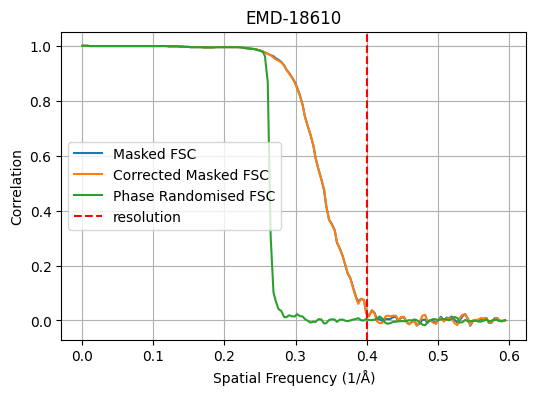 EMD-18610
1.0
0.8
0.6
0.4
0.2
0.0
Correlation
Masked FSC
Corrected Masked FSC
Phase Randomised FSC
resolution
0.0 0.1 0.2 0.3 0.4 0.5 0.6
Spatial Frequency (1/Å)